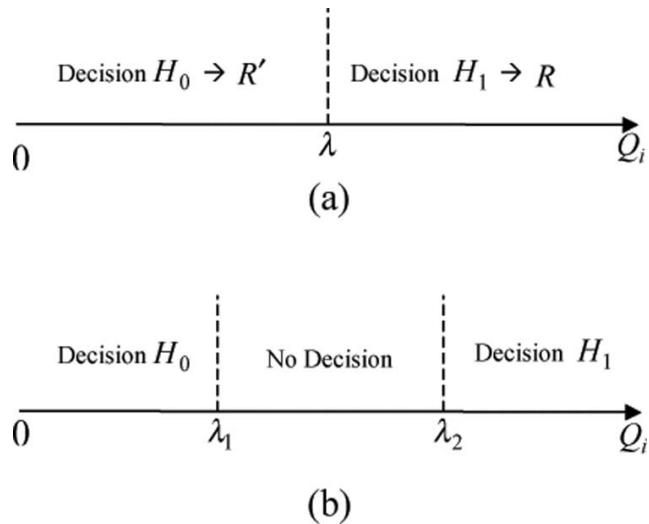 Decision H₀ → R′ Decision H₁ → R
0 λ Qᵢ
(a)
Decision H₀ No Decision Decision H₁
0 λ₁ λ₂ Qᵢ
(b)